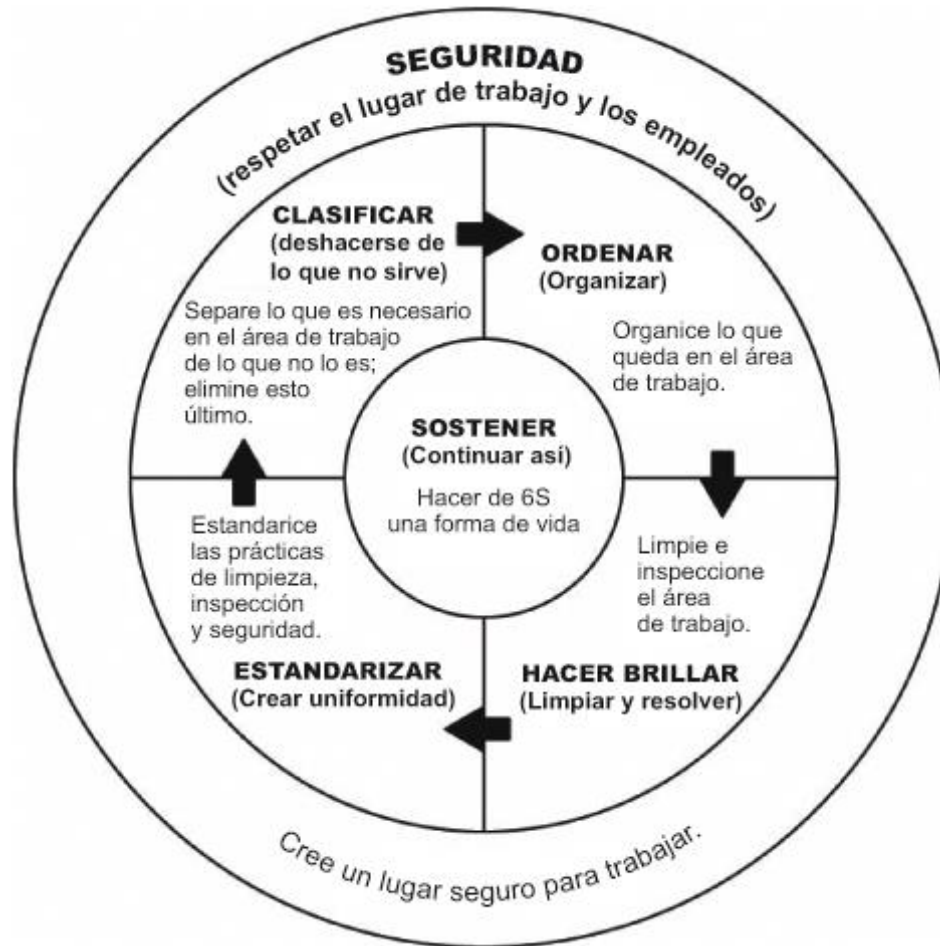 SEGURIDAD
(respetar el lugar de trabajo y los empleados)
CLASIFICAR
(deshacerse de
lo que no sirve)
Separe lo que es necesario
en el área de trabajo
de lo que no lo es;
elimine esto
último.
ORDENAR
(Organizar)
Organice lo que
queda en el área
de trabajo.
SOSTENER
(Continuar así)
Hacer de 6S
una forma de vida
Limpie e
inspeccione
el área
de trabajo.
HACER BRILLAR
(Limpiar y resolver)
Estandarice
las prácticas
de limpieza,
inspección
y seguridad.
ESTANDARIZAR
(Crear uniformidad)
Cree un lugar seguro para trabajar.